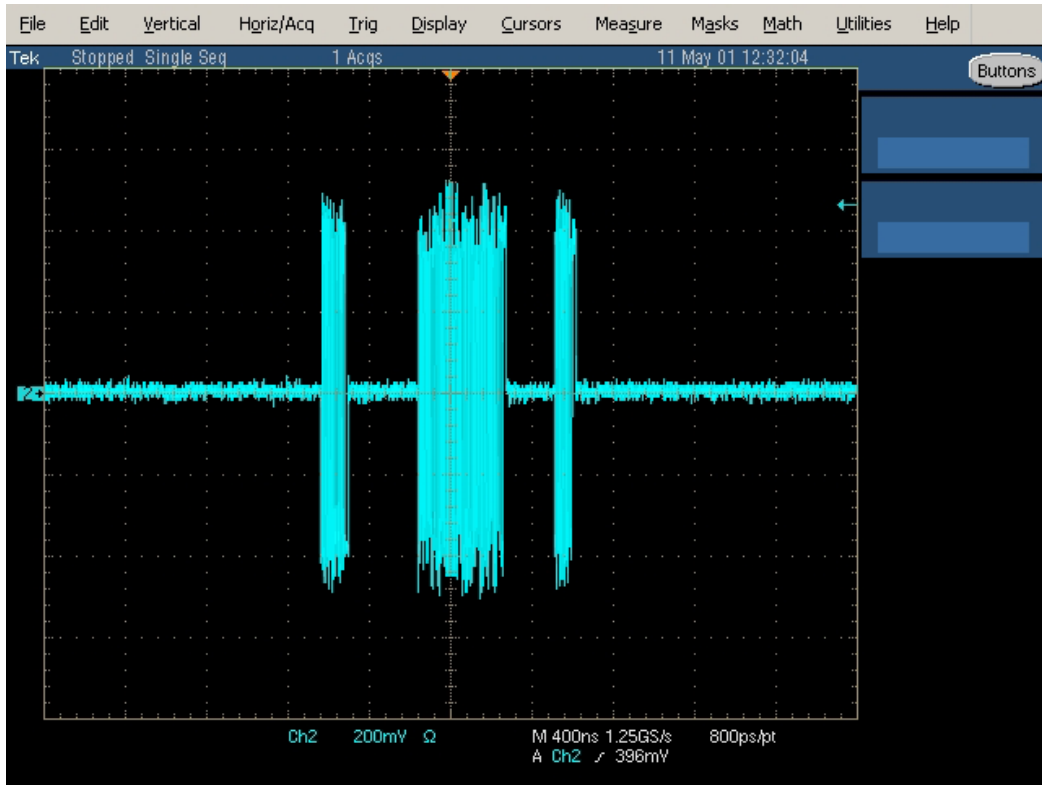 File Edit Vertical Horiz/Acq Trig Display Cursors Measure Masks Math Utilities Help
Tek Stopped Single Seq 1 Acqs 11 May 01 12:32:04
Buttons
2
Ch2 200mV Ω M 400ns 1.25GS/s 800ps/pt
A Ch2 396mV